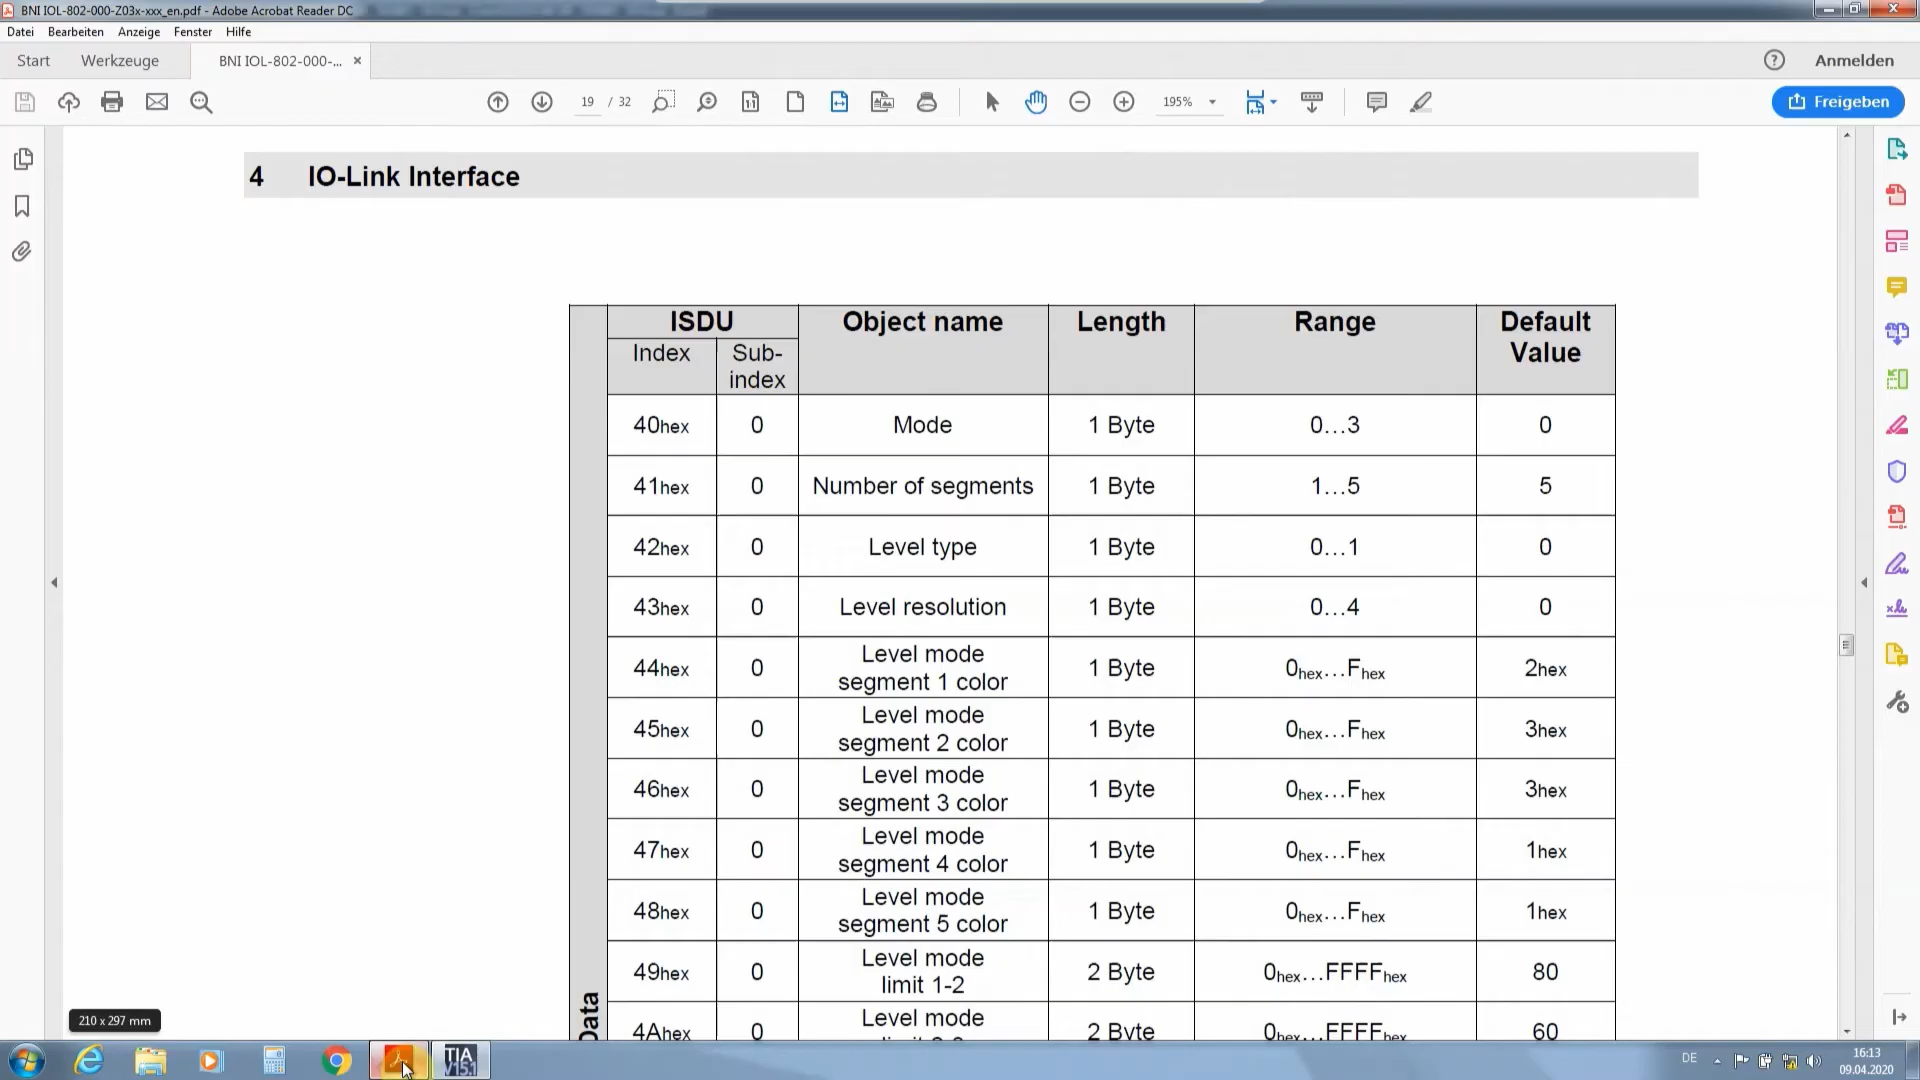 BNI IOL-802-000-Z03x-xxx_en.pdf - Adobe Acrobat Reader DC
Datei Bearbeiten Anzeige Fenster Hilfe
Start Werkzeuge BNI IOL-802-000-... × Anmelden
19 / 32 195% Freigeben
4 IO-Link Interface
ISDU Object name Length Range Default Value
Index Sub-index
40hex 0 Mode 1 Byte 0…3 0
41hex 0 Number of segments 1 Byte 1…5 5
42hex 0 Level type 1 Byte 0…1 0
43hex 0 Level resolution 1 Byte 0…4 0
44hex 0 Level mode segment 1 color 1 Byte 0hex…Fhex 2hex
45hex 0 Level mode segment 2 color 1 Byte 0hex…Fhex 3hex
46hex 0 Level mode segment 3 color 1 Byte 0hex…Fhex 3hex
47hex 0 Level mode segment 4 color 1 Byte 0hex…Fhex 1hex
48hex 0 Level mode segment 5 color 1 Byte 0hex…Fhex 1hex
49hex 0 Level mode limit 1-2 2 Byte 0hex…FFFFhex 80
4Ahex 0 Level mode 2 Byte 0hex…FFFFhex 60
Data
210 x 297 mm
TIA V15.1
DE
16:13
09.04.2020